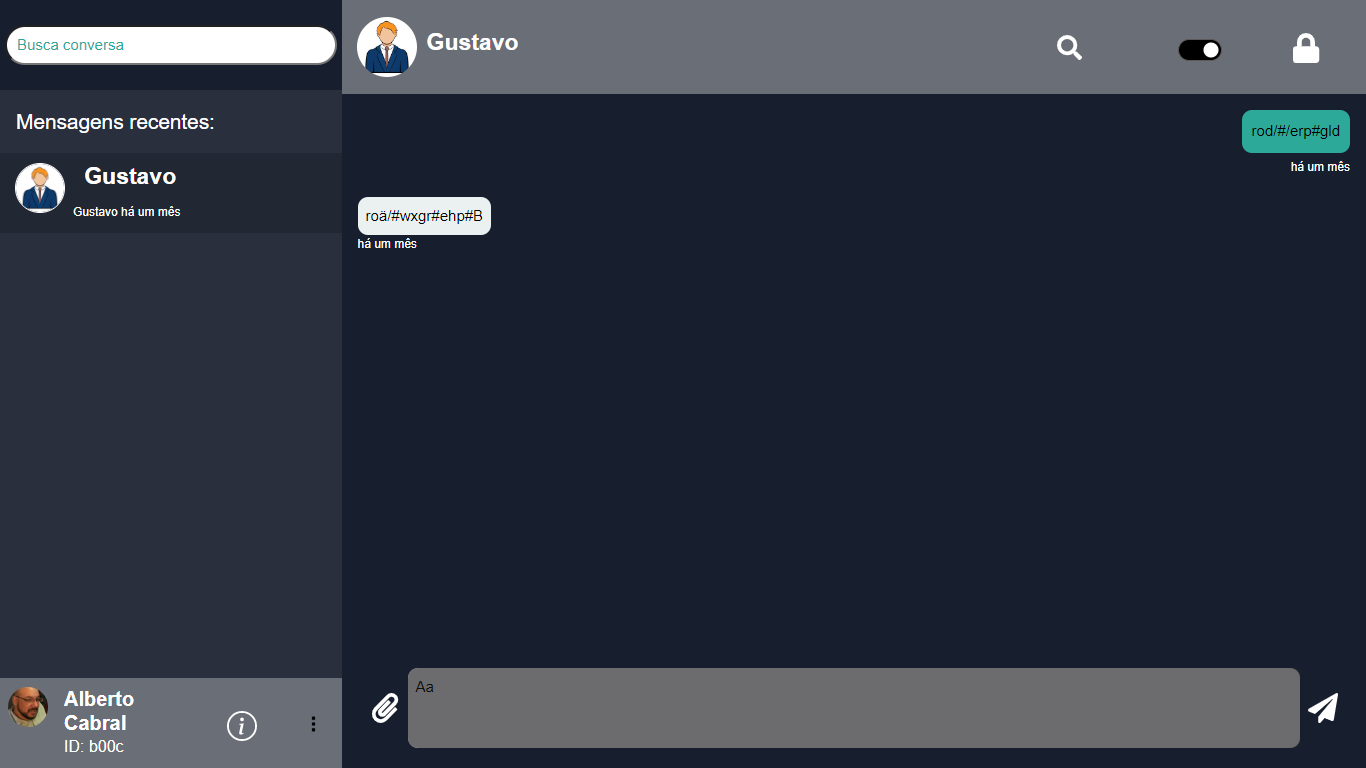 Busca conversa
Mensagens recentes:
Gustavo
Gustavo há um mês
Alberto
Cabral
ID: b00c
Gustavo
rod/#/erp#gld
há um mês
roä/#wxgr#ehp#B
há um mês
Aa